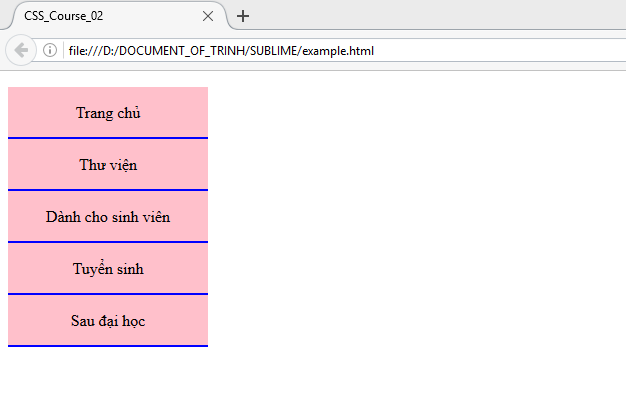 CSS_Course_02
file:///D:/DOCUMENT_OF_TRINH/SUBLIME/example.html
Trang chủ
Thư viện
Dành cho sinh viên
Tuyển sinh
Sau đại học